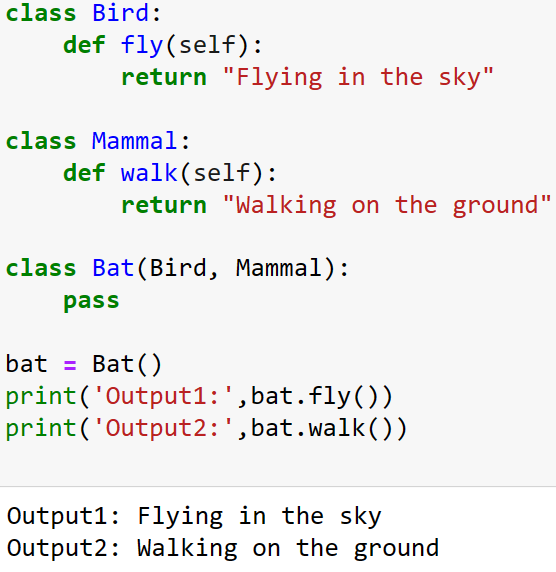 class Bird:
    def fly(self):
        return "Flying in the sky"

class Mammal:
    def walk(self):
        return "Walking on the ground"

class Bat(Bird, Mammal):
    pass

bat = Bat()
print('Output1:',bat.fly())
print('Output2:',bat.walk())

Output1: Flying in the sky
Output2: Walking on the ground